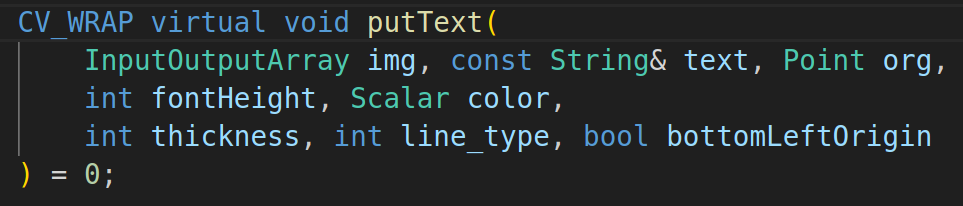 CV_WRAP virtual void putText(
    InputOutputArray img, const String& text, Point org,
    int fontHeight, Scalar color,
    int thickness, int line_type, bool bottomLeftOrigin
) = 0;